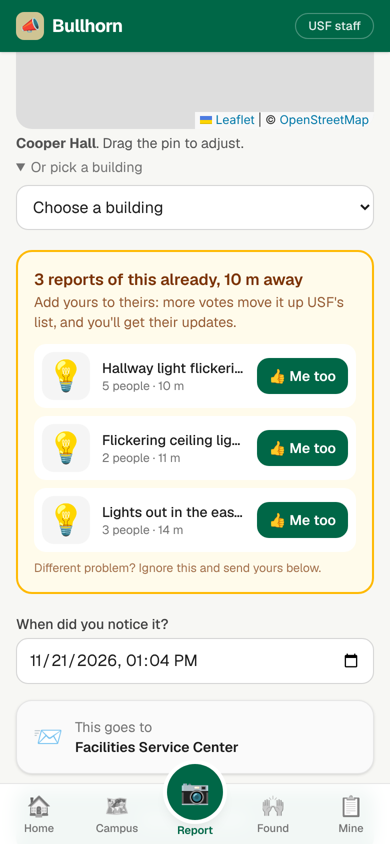 Bullhorn
USF staff
Leaflet | © OpenStreetMap
Cooper Hall. Drag the pin to adjust.
▼ Or pick a building
Choose a building
3 reports of this already, 10 m away
Add yours to theirs: more votes move it up USF's
list, and you'll get their updates.
Hallway light flickeri...
5 people · 10 m
👍 Me too
Flickering ceiling lig...
2 people · 11 m
👍 Me too
Lights out in the eas...
3 people · 14 m
👍 Me too
Different problem? Ignore this and send yours below.
When did you notice it?
11/21/2026, 01:04 PM
This goes to
Facilities Service Center
Home
Campus
Report
Found
Mine